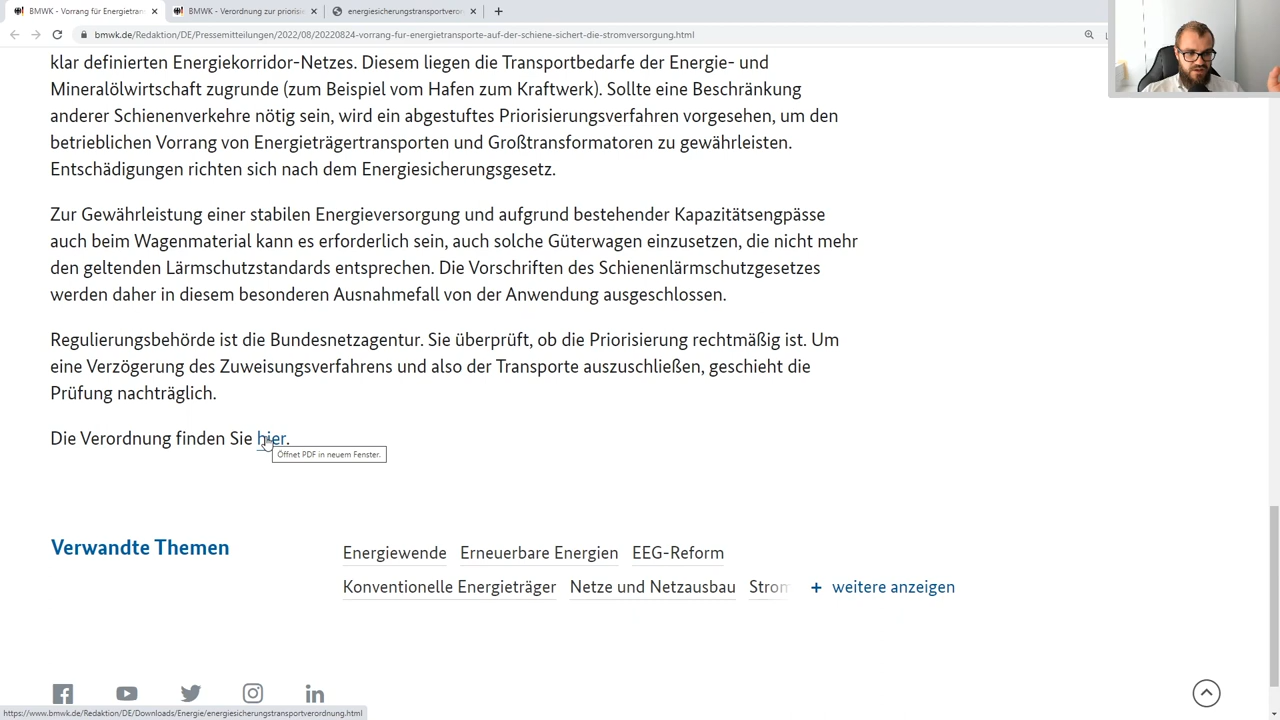 BMWK - Vorrang für Energietran
BMWK - Verordnung zur priorisie
energiesicherungstransportveror
bmwk.de/Redaktion/DE/Pressemitteilungen/2022/08/20220824-vorrang-fur-energietransporte-auf-der-schiene-sichert-die-stromversorgung.html
klar definierten Energiekorridor-Netzes. Diesem liegen die Transportbedarfe der Energie- und
Mineralölwirtschaft zugrunde (zum Beispiel vom Hafen zum Kraftwerk). Sollte eine Beschränkung
anderer Schienenverkehre nötig sein, wird ein abgestuftes Priorisierungsverfahren vorgesehen, um den
betrieblichen Vorrang von Energieträgertransporten und Großtransformatoren zu gewährleisten.
Entschädigungen richten sich nach dem Energiesicherungsgesetz.
Zur Gewährleistung einer stabilen Energieversorgung und aufgrund bestehender Kapazitätsengpässe
auch beim Wagenmaterial kann es erforderlich sein, auch solche Güterwagen einzusetzen, die nicht mehr
den geltenden Lärmschutzstandards entsprechen. Die Vorschriften des Schienenlärmschutzgesetzes
werden daher in diesem besonderen Ausnahmefall von der Anwendung ausgeschlossen.
Regulierungsbehörde ist die Bundesnetzagentur. Sie überprüft, ob die Priorisierung rechtmäßig ist. Um
eine Verzögerung des Zuweisungsverfahrens und also der Transporte auszuschließen, geschieht die
Prüfung nachträglich.
Die Verordnung finden Sie hier.
Öffnet PDF in neuem Fenster.
Verwandte Themen
Energiewende Erneuerbare Energien EEG-Reform
Konventionelle Energieträger Netze und Netzausbau Strom + weitere anzeigen
https://www.bmwk.de/Redaktion/DE/Downloads/Energie/energiesicherungstransportverordnung.html